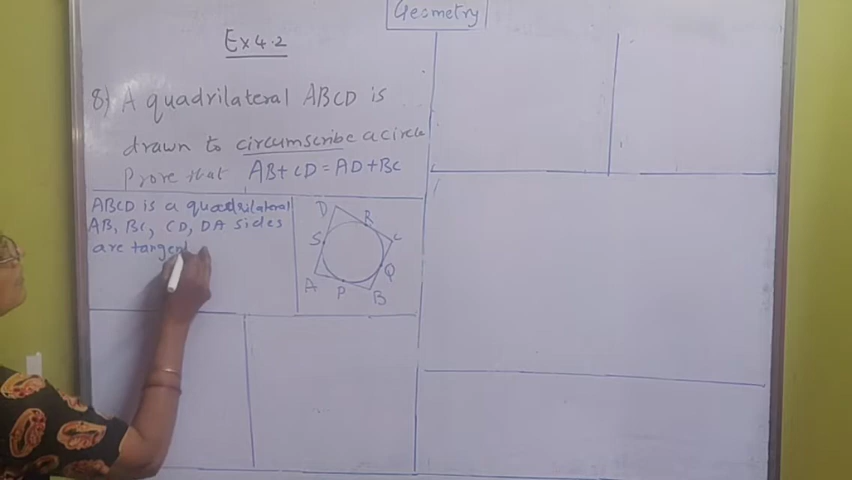 Geometry
Ex 4.2
8) A quadrilateral ABCD is
drawn to circumscribe a circle
Prove that AB+CD=AD+BC
ABCD is a quadrilateral
AB, BC, CD, DA sides
are tangent
D
R
S
C
Q
A
P
B